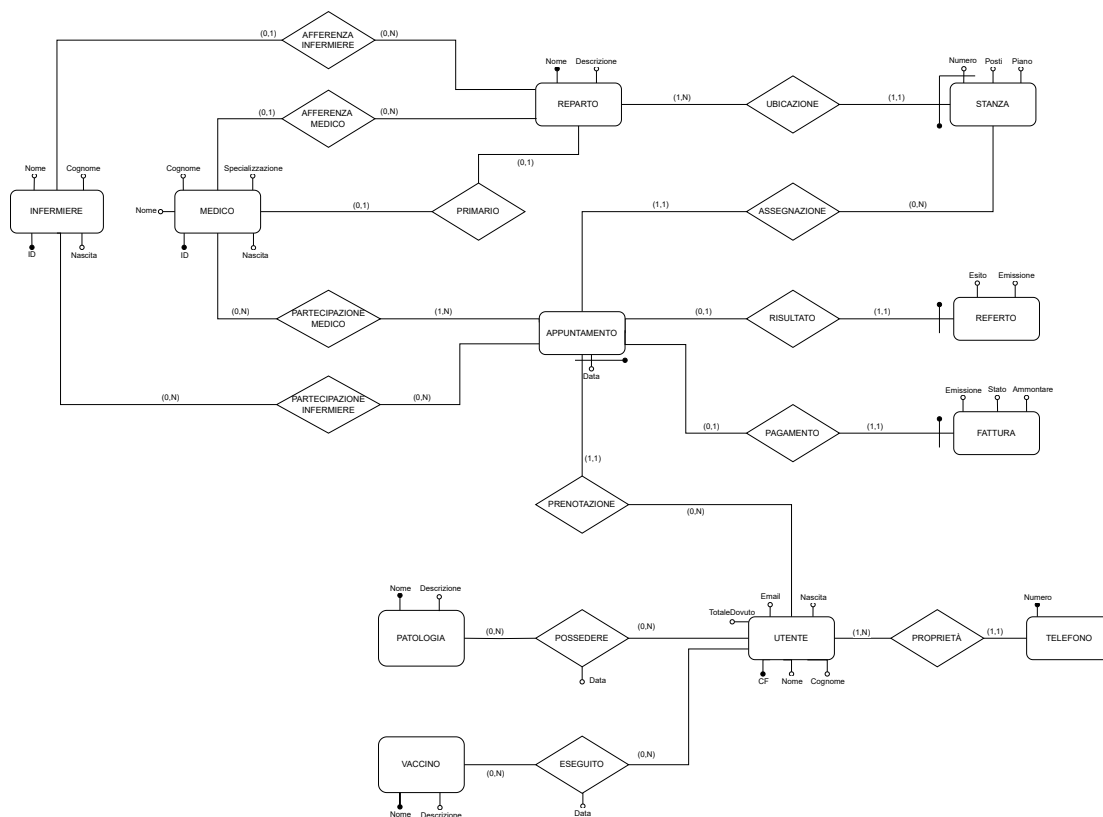 (0,1)
AFFERENZA
INFERMIERE
(0,N)
Nome
Descrizione
Numero
Posti
Piano
REPARTO
(1,N)
UBICAZIONE
(1,1)
STANZA
(0,1)
AFFERENZA
MEDICO
(0,N)
(0,1)
Nome
Cognome
Cognome
Specializzazione
INFERMIERE
Nome
MEDICO
(0,1)
PRIMARIO
(1,1)
ASSEGNAZIONE
(0,N)
ID
Nascita
ID
Nascita
Esito
Emissione
(0,N)
PARTECIPAZIONE
MEDICO
(1,N)
APPUNTAMENTO
(0,1)
RISULTATO
(1,1)
REFERTO
Data
(0,N)
PARTECIPAZIONE
INFERMIERE
(0,N)
Emissione
Stato
Ammontare
(0,1)
PAGAMENTO
(1,1)
FATTURA
(1,1)
PRENOTAZIONE
(0,N)
Nome
Descrizione
TotaleDovuto
Email
Nascita
Numero
PATOLOGIA
(0,N)
POSSEDERE
(0,N)
UTENTE
(1,N)
PROPRIETÀ
(1,1)
TELEFONO
Data
CF
Nome
Cognome
VACCINO
(0,N)
ESEGUITO
(0,N)
Nome
Descrizione
Data